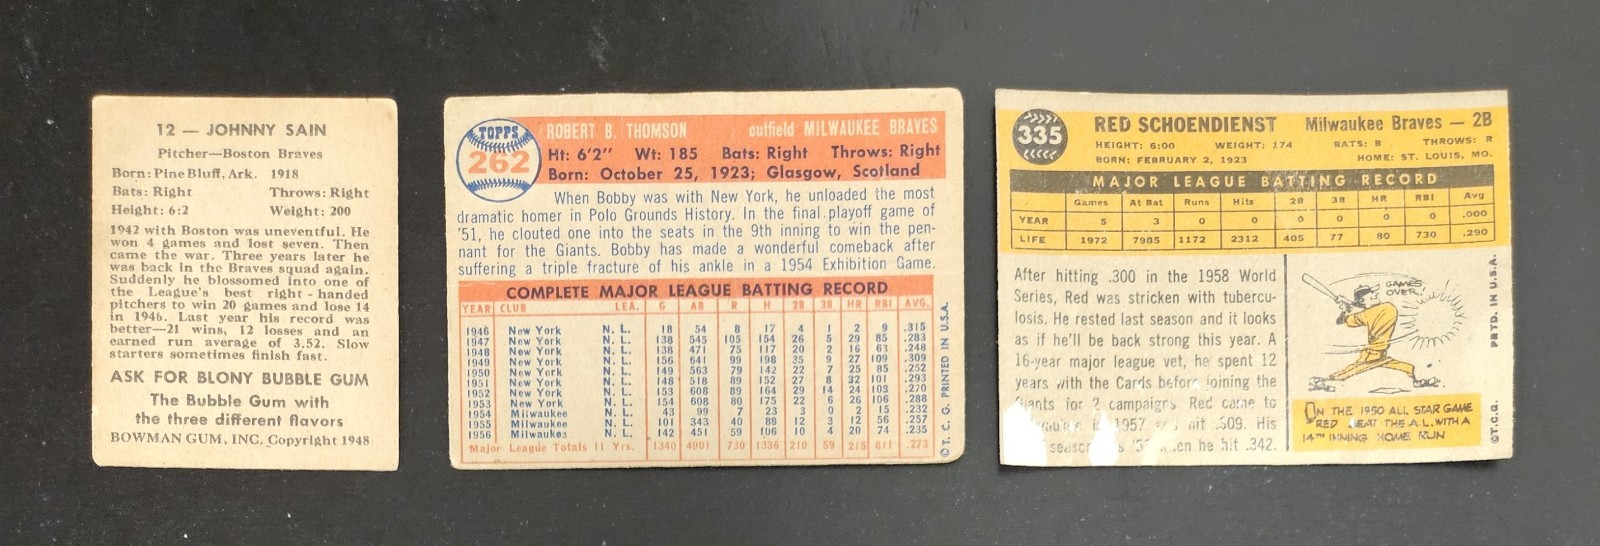 12 — JOHNNY SAIN
Pitcher—Boston Braves
Born: Pine Bluff, Ark. 1918
Bats: Right Throws: Right
Height: 6:2 Weight: 200
1942 with Boston was uneventful. He
won 4 games and lost seven. Then
came the war. Three years later he
was back in the Braves squad again.
Suddenly he blossomed into one of
the League's best right - handed
pitchers to win 20 games and lose 14
in 1946. Last year his record was
better—21 wins, 12 losses and an
earned run average of 3.52. Slow
starters sometimes finish fast.
ASK FOR BLONY BUBBLE GUM
The Bubble Gum with
the three different flavors
BOWMAN GUM, INC. Copyright 1948
TOPPS
262
ROBERT B. THOMSON outfield MILWAUKEE BRAVES
Ht: 6'2" Wt: 185 Bats: Right Throws: Right
Born: October 25, 1923; Glasgow, Scotland
When Bobby was with New York, he unloaded the most
dramatic homer in Polo Grounds History. In the final playoff game of
'51, he clouted one into the seats in the 9th inning to win the pen-
nant for the Giants. Bobby has made a wonderful comeback after
suffering a triple fracture of his ankle in a 1954 Exhibition Game.
COMPLETE MAJOR LEAGUE BATTING RECORD
YEAR CLUB LEA. G AB R H 2B 3B HR RBI AVG.
1946 New York N. L. 18 54 8 17 4 1 2 9 .315
1947 New York N. L. 138 545 105 154 26 5 29 85 .283
1948 New York N. L. 138 471 75 117 20 2 16 63 .248
1949 New York N. L. 156 641 99 198 35 9 27 109 .309
1950 New York N. L. 149 563 79 142 22 7 25 85 .252
1951 New York N. L. 148 518 89 152 27 8 32 101 .293
1952 New York N. L. 153 608 89 164 29 14 24 108 .270
1953 New York N. L. 154 608 80 175 22 6 26 106 .288
1954 Milwaukee N. L. 43 99 7 23 3 0 2 15 .232
1955 Milwaukee N. L. 101 343 40 88 12 3 12 56 .257
1956 Milwaukee N. L. 142 451 59 106 10 4 20 74 .235
Major League Totals 11 Yrs. 1340 4901 730 1336 210 59 215 811 .273
© T. C. G. PRINTED IN U.S.A.
335
RED SCHOENDIENST Milwaukee Braves — 2B
HEIGHT: 6:00 WEIGHT: 174 BATS: B THROWS: R
BORN: FEBRUARY 2, 1923 HOME: ST. LOUIS, MO.
MAJOR LEAGUE BATTING RECORD
Games At Bat Runs Hits 2B 3B HR RBI Avg
YEAR 5 3 0 0 0 0 0 0 .000
LIFE 1972 7985 1172 2312 405 77 80 730 .290
After hitting .300 in the 1958 World
Series, Red was stricken with tubercu-
losis. He rested last season and it looks
as if he'll be back strong this year. A
16-year major league vet, he spent 12
years with the Cards before joining the
Giants for 2 campaigns. Red came to
in 1957 and hit .309. His
season when he hit .342.
GAMES
OVER!
ON THE 1950 ALL STAR GAME
RED BEAT THE A.L. WITH A
14TH INNING HOME RUN
©T.C.G. PRTD. IN U.S.A.